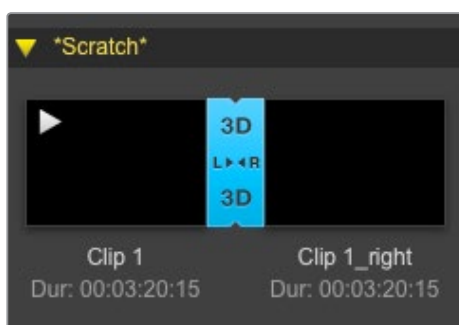 *Scratch*
3D
L R
3D
Clip 1
Clip 1_right
Dur: 00:03:20:15
Dur: 00:03:20:15